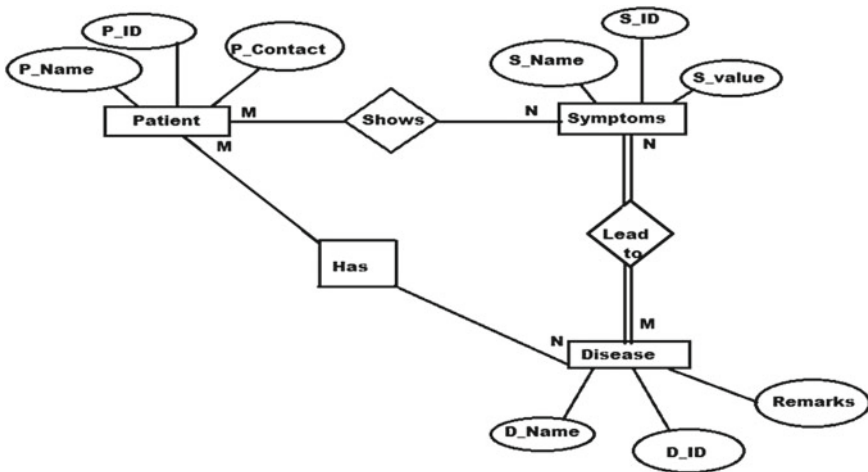 P_ID
S_ID
P_Name
P_Contact
S_Name
S_value
M
N
Patient
Shows
Symptoms
M
N
Lead
to
Has
N
M
Disease
Remarks
D_Name
D_ID